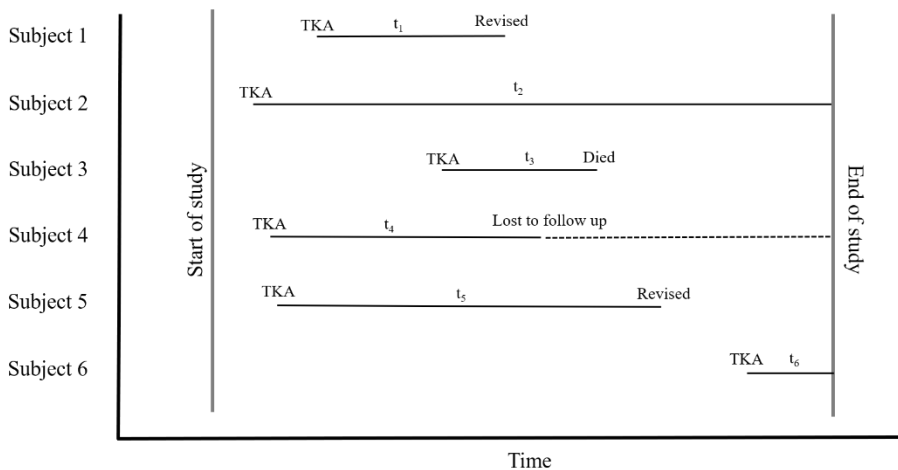 Subject 1
TKA t1 Revised
Subject 2
TKA t2
Subject 3
TKA t3 Died
Subject 4
TKA t4 Lost to follow up
Subject 5
TKA t5 Revised
Subject 6
TKA t6
Start of study
End of study
Time